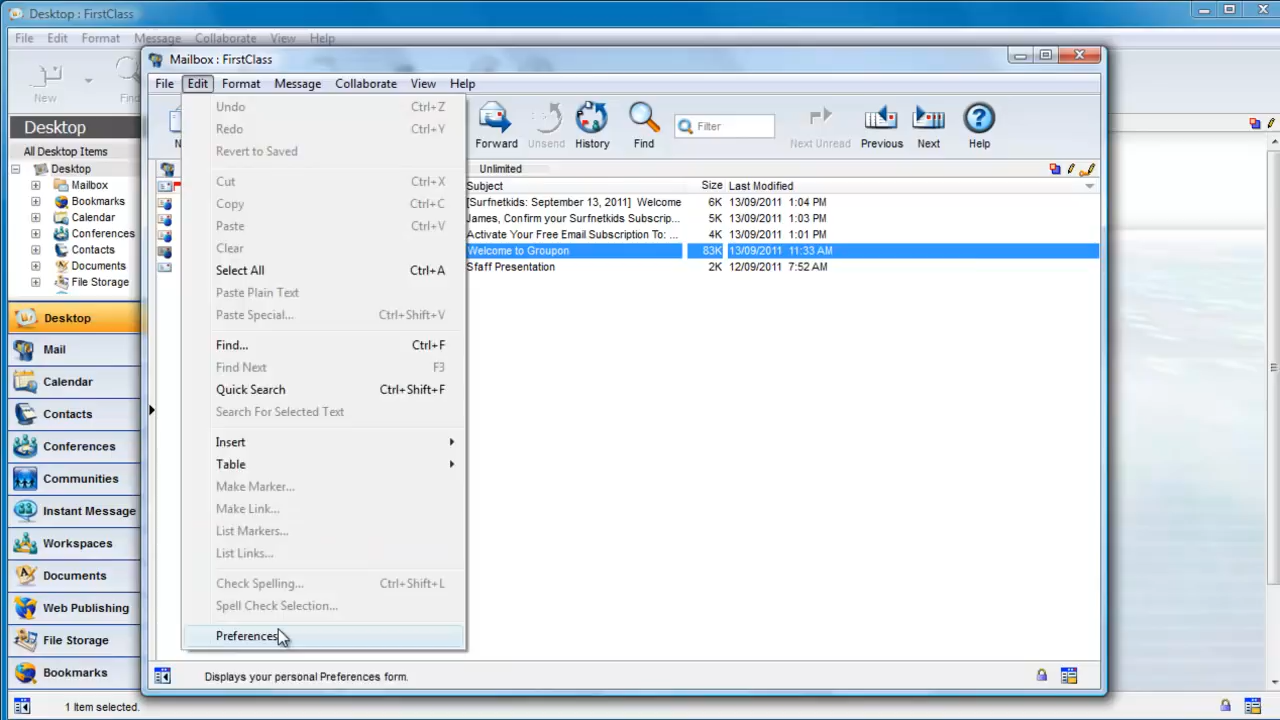 Desktop : FirstClass
File Edit Format Message Collaborate View Help
New
Find
Desktop
All Desktop Items
Desktop
Mailbox
Bookmarks
Calendar
Conferences
Contacts
Documents
File Storage
Desktop
Mail
Calendar
Contacts
Conferences
Communities
Instant Message
Workspaces
Documents
Web Publishing
File Storage
Bookmarks
1 Item selected.
Mailbox : FirstClass
File Edit Format Message Collaborate View Help
Forward Unsend History Find Filter Next Unread Previous Next Help
Unlimited
Subject Size Last Modified
[Surfnetkids: September 13, 2011] Welcome 6K 13/09/2011 1:04 PM
James, Confirm your Surfnetkids Subscrip... 5K 13/09/2011 1:03 PM
Activate Your Free Email Subscription To: ... 4K 13/09/2011 1:01 PM
Welcome to Groupon 83K 13/09/2011 11:33 AM
Sfaff Presentation 2K 12/09/2011 7:52 AM
Undo Ctrl+Z
Redo Ctrl+Y
Revert to Saved
Cut Ctrl+X
Copy Ctrl+C
Paste Ctrl+V
Clear
Select All Ctrl+A
Paste Plain Text
Paste Special... Ctrl+Shift+V
Find... Ctrl+F
Find Next F3
Quick Search Ctrl+Shift+F
Search For Selected Text
Insert
Table
Make Marker...
Make Link...
List Markers...
List Links...
Check Spelling... Ctrl+Shift+L
Spell Check Selection...
Preferences
Displays your personal Preferences form.